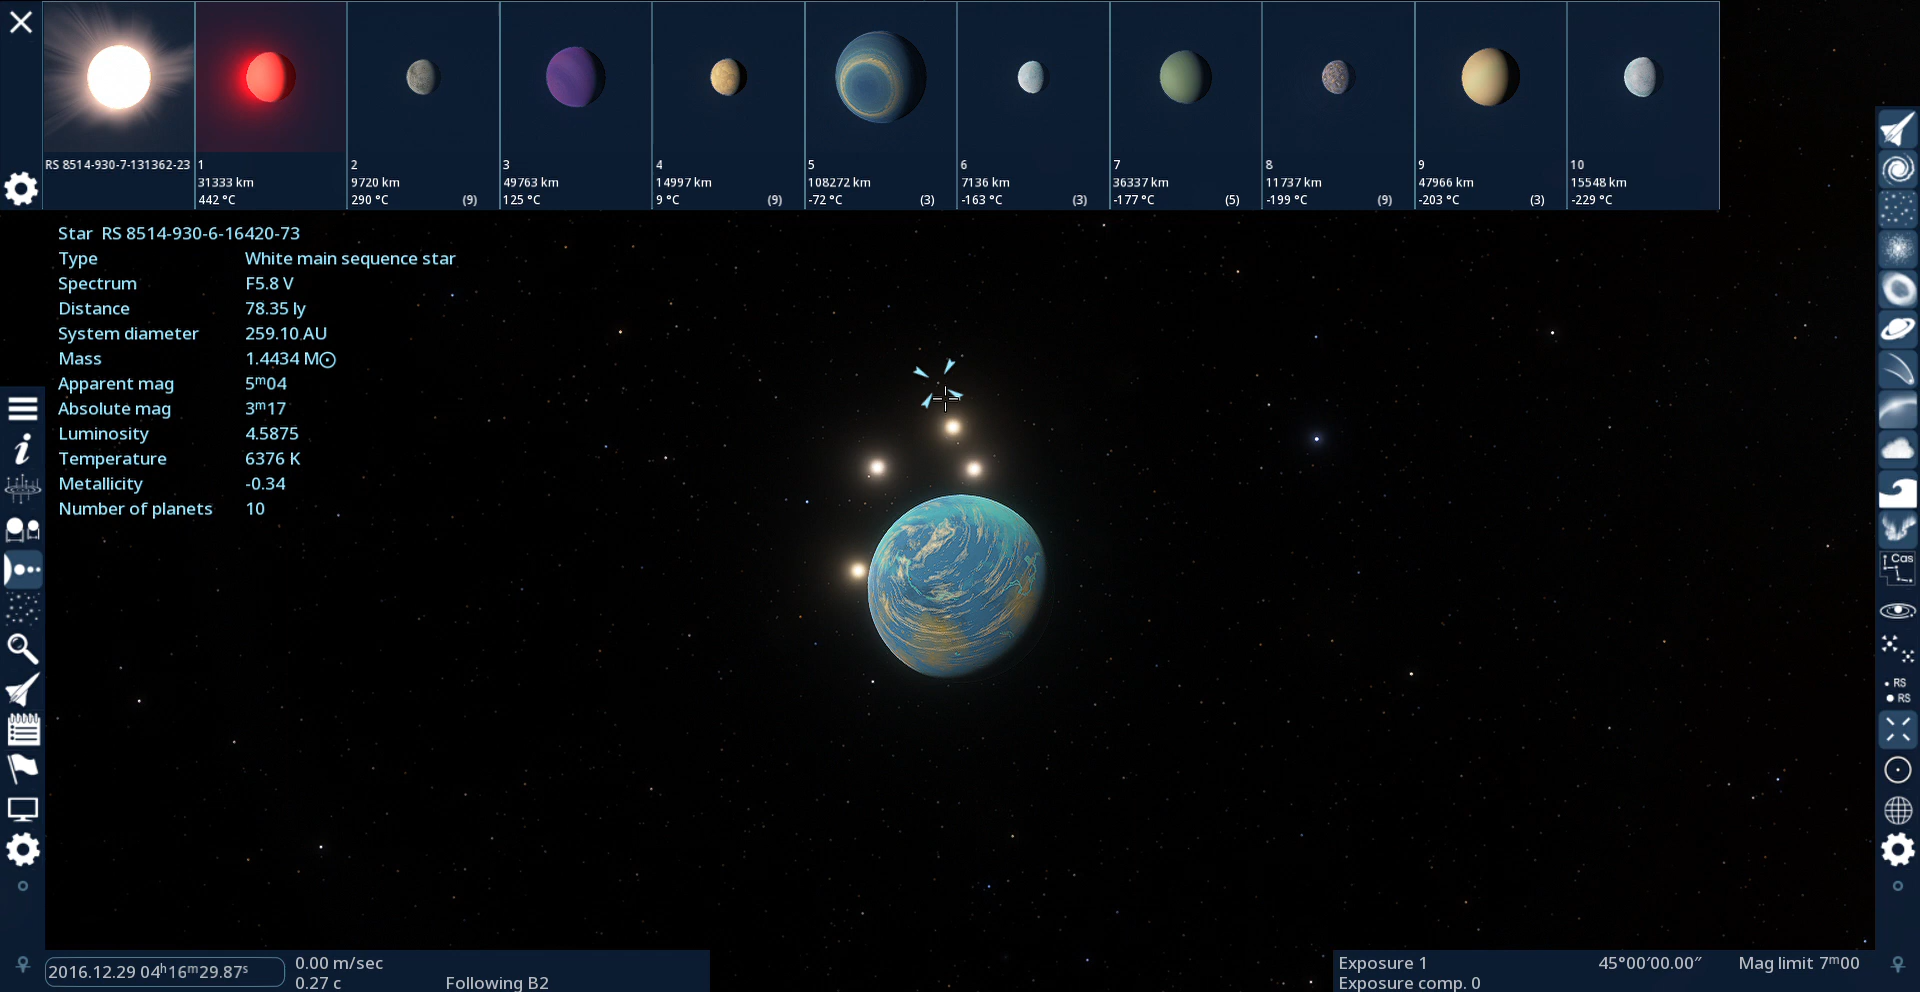 RS 8514-930-7-131362-23
1
31333 km
442 °C
2
9720 km
290 °C (9)
3
49763 km
125 °C
4
14997 km
9 °C (9)
5
108272 km
-72 °C (3)
6
7136 km
-163 °C (3)
7
36337 km
-177 °C (5)
8
11737 km
-199 °C (9)
9
47966 km
-203 °C (3)
10
15548 km
-229 °C
Star RS 8514-930-6-16420-73
Type White main sequence star
Spectrum F5.8 V
Distance 78.35 ly
System diameter 259.10 AU
Mass 1.4434 M☉
Apparent mag 5ᵐ04
Absolute mag 3ᵐ17
Luminosity 4.5875
Temperature 6376 K
Metallicity -0.34
Number of planets 10
Cas
RS
RS
2016.12.29 04ʰ16ᵐ29.87ˢ
0.00 m/sec
0.27 c Following B2
Exposure 1 45°00′00.00″ Mag limit 7ᵐ00
Exposure comp. 0